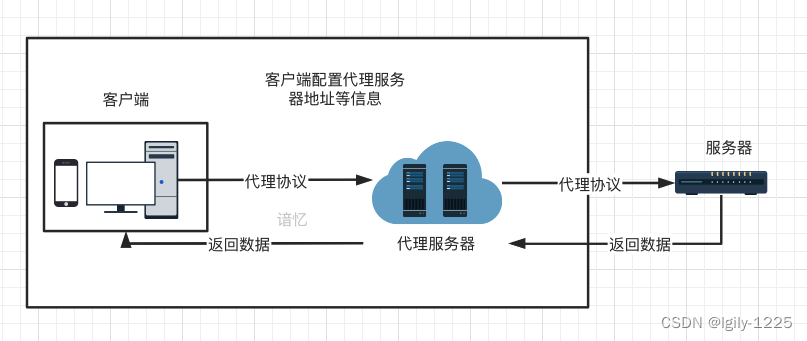 客户端配置代理服务
器地址等信息
客户端
服务器
代理协议
代理协议
谙忆
返回数据
代理服务器
返回数据
CSDN @lgily-1225